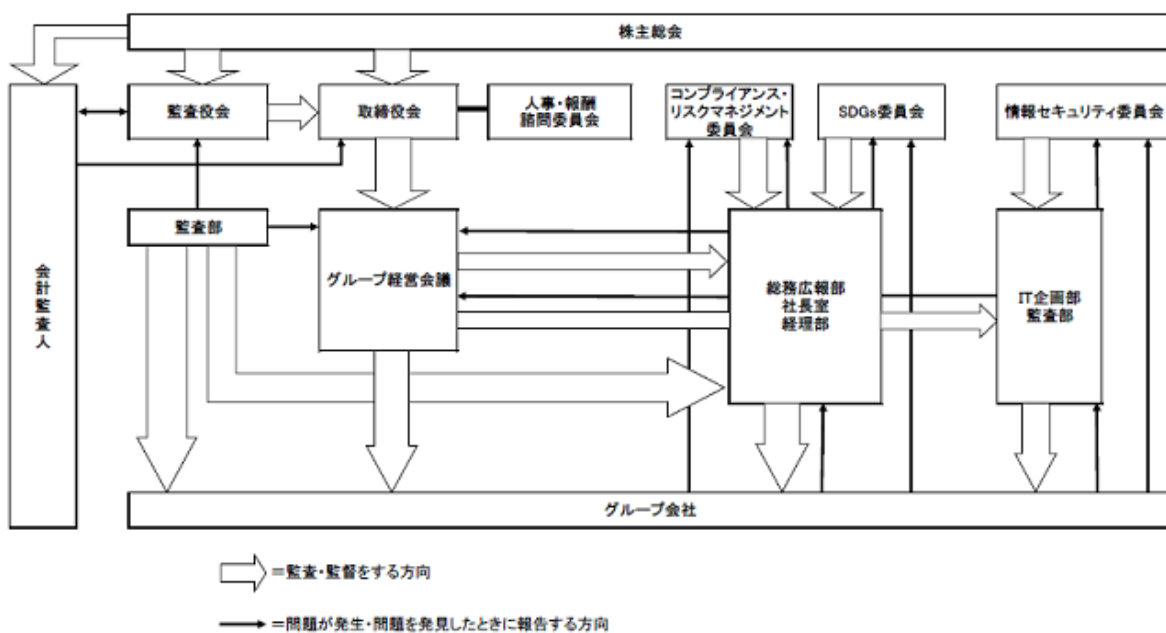 株主総会
監査役会
取締役会
人事・報酬
諮問委員会
コンプライアンス・
リスクマネジメント
委員会
SDGs委員会
情報セキュリティ委員会
監査部
会計監査人
グループ経営会議
総務広報部
社長室
経理部
IT企画部
監査部
グループ会社
=監査・監督をする方向
=問題が発生・問題を発見したときに報告する方向